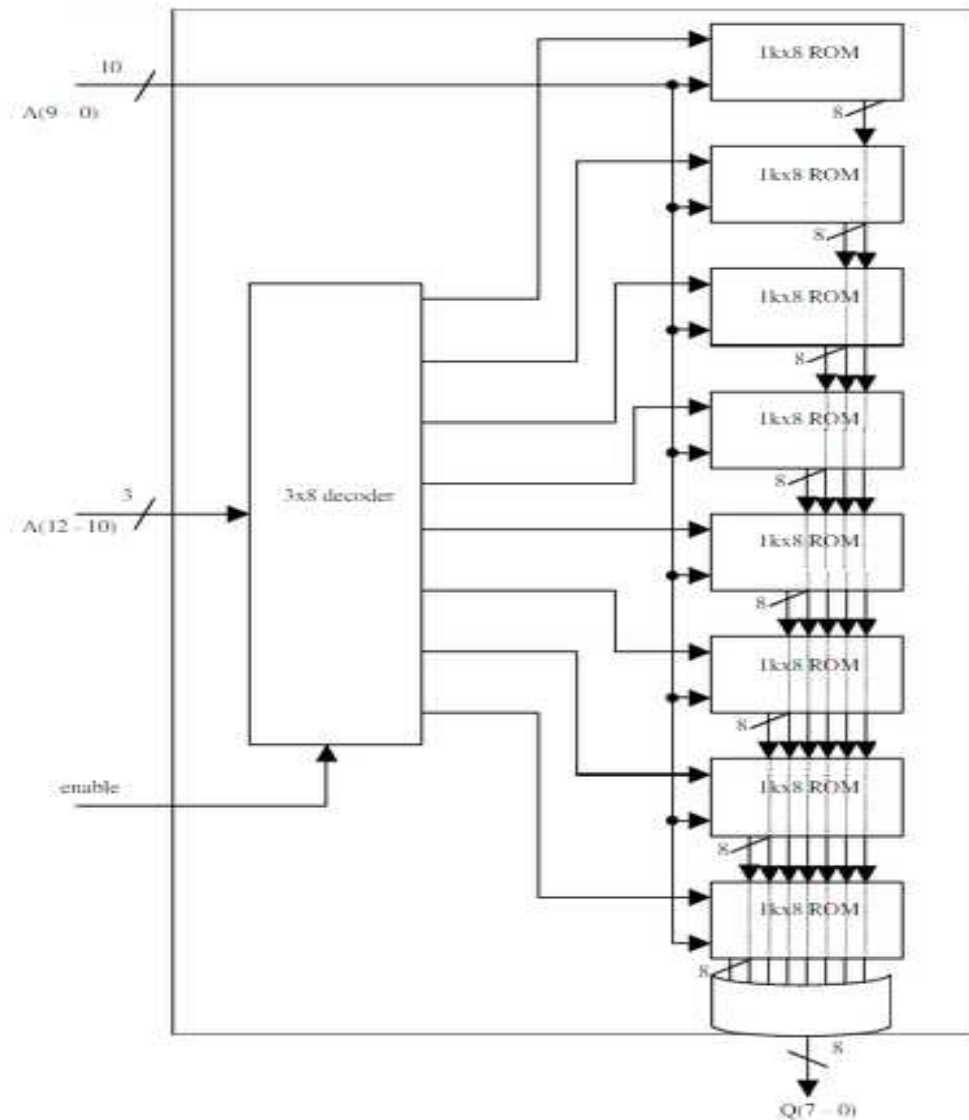 1kx8 ROM
10
A(9 - 0)
8
1kx8 ROM
8
1kx8 ROM
8
1kx8 ROM
8
3x8 decoder
3
A(12 - 10)
1kx8 ROM
8
1kx8 ROM
8
enable
1kx8 ROM
8
1kx8 ROM
8
8
Q(7 - 0)